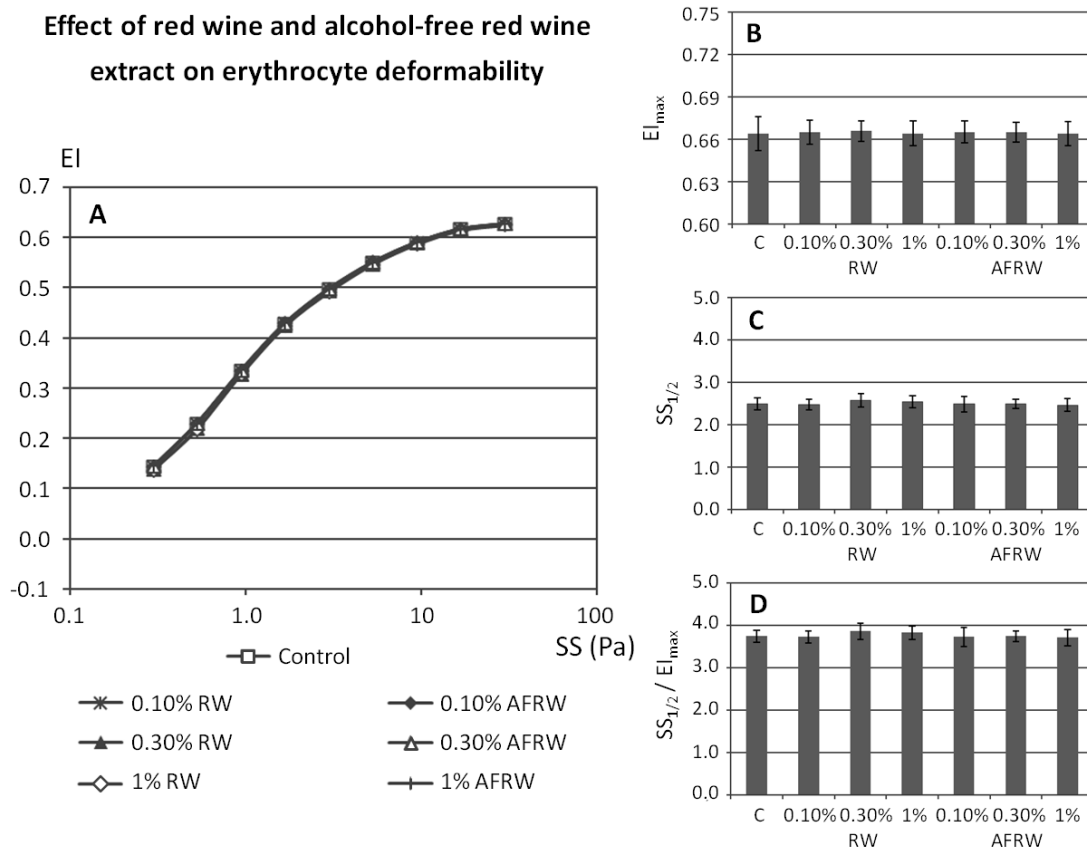 Effect of red wine and alcohol-free red wine
extract on erythrocyte deformability
EI
A
0.7
0.6
0.5
0.4
0.3
0.2
0.1
0.0
-0.1
0.1 1.0 10 100
SS (Pa)
Control
0.10% RW 0.10% AFRW
0.30% RW 0.30% AFRW
1% RW 1% AFRW
B
EImax
0.75
0.72
0.69
0.66
0.63
0.60
C 0.10% 0.30% 1% 0.10% 0.30% 1%
RW AFRW
C
SS1/2
5.0
4.0
3.0
2.0
1.0
0.0
C 0.10% 0.30% 1% 0.10% 0.30% 1%
RW AFRW
D
SS1/2 / EImax
5.0
4.0
3.0
4.0
1.0
0.0
C 0.10% 0.30% 1% 0.10% 0.30% 1%
RW AFRW